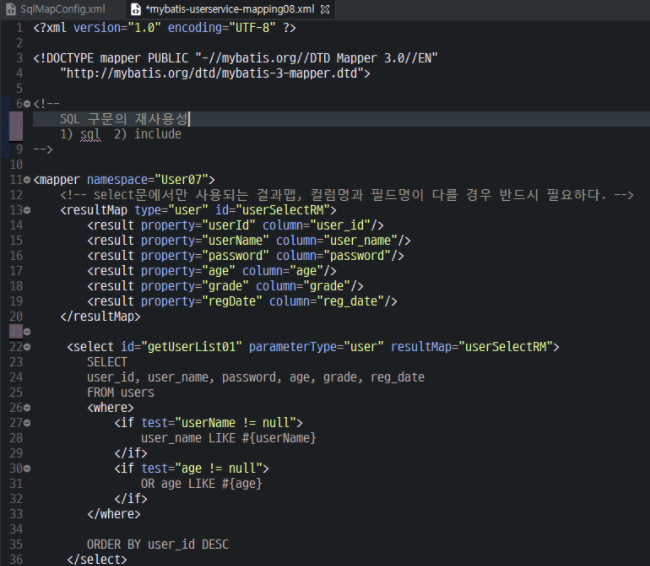 SqlMapConfig.xml *mybatis-userservice-mapping08.xml
1 <?xml version="1.0" encoding="UTF-8" ?>
2
3 <!DOCTYPE mapper PUBLIC "-//mybatis.org//DTD Mapper 3.0//EN"
4 "http://mybatis.org/dtd/mybatis-3-mapper.dtd">
5
6 <!--
SQL 구문의 재사용성
1) sql 2) include
9 -->
10
11 <mapper namespace="User07">
12 <!-- select문에서만 사용되는 결과맵, 컬럼명과 필드명이 다를 경우 반드시 필요하다. -->
13 <resultMap type="user" id="userSelectRM">
14 <result property="userId" column="user_id"/>
15 <result property="userName" column="user_name"/>
16 <result property="password" column="password"/>
17 <result property="age" column="age"/>
18 <result property="grade" column="grade"/>
19 <result property="regDate" column="reg_date"/>
20 </resultMap>
21
22 <select id="getUserList01" parameterType="user" resultMap="userSelectRM">
23 SELECT
24 user_id, user_name, password, age, grade, reg_date
25 FROM users
26 <where>
27 <if test="userName != null">
28 user_name LIKE #{userName}
29 </if>
30 <if test="age != null">
31 OR age LIKE #{age}
32 </if>
33 </where>
34
35 ORDER BY user_id DESC
36 </select>